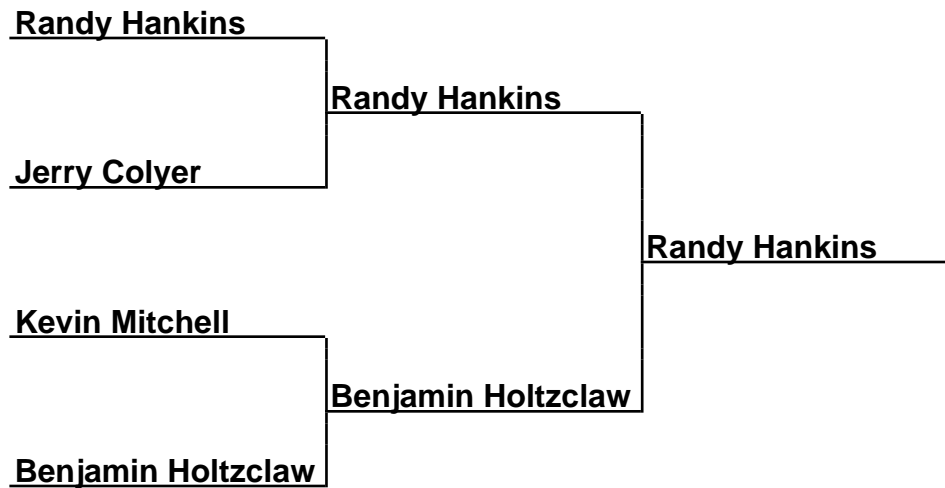 Randy Hankins
Randy Hankins
Jerry Colyer
Randy Hankins
Kevin Mitchell
Benjamin Holtzclaw
Benjamin Holtzclaw